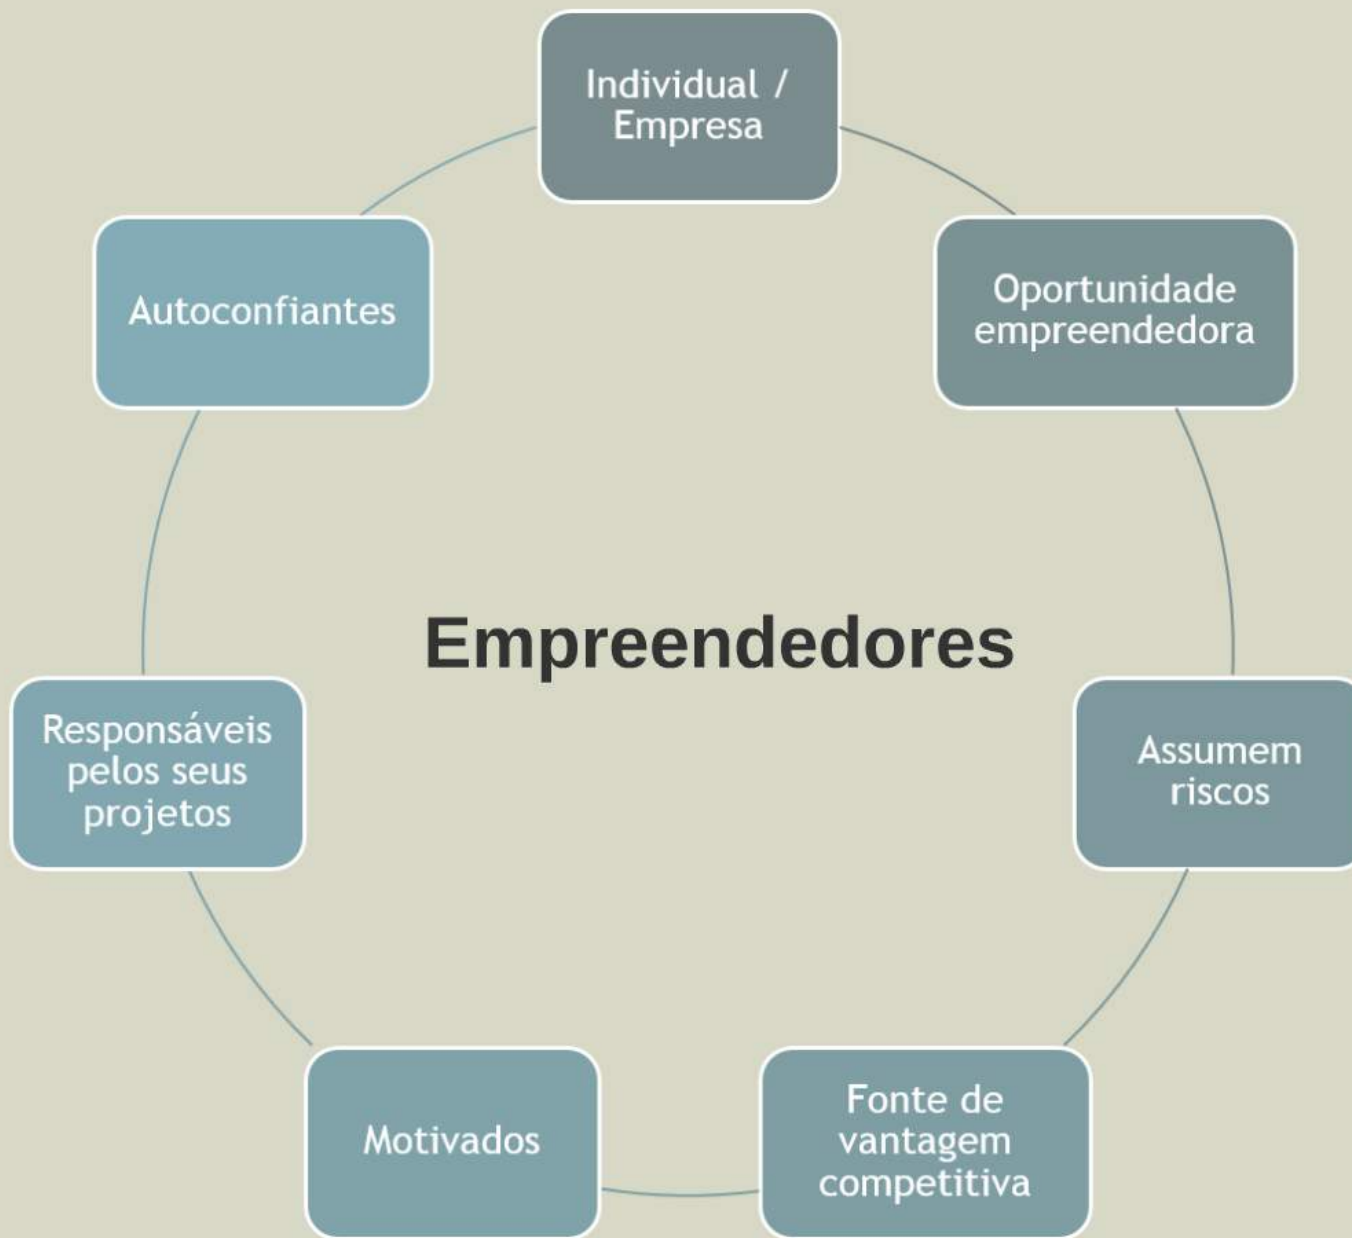 Individual /
Empresa
Oportunidade
empreendedora
Assumem
riscos
Fonte de
vantagem
competitiva
Motivados
Responsáveis
pelos seus
projetos
Autoconfiantes
Empreendedores